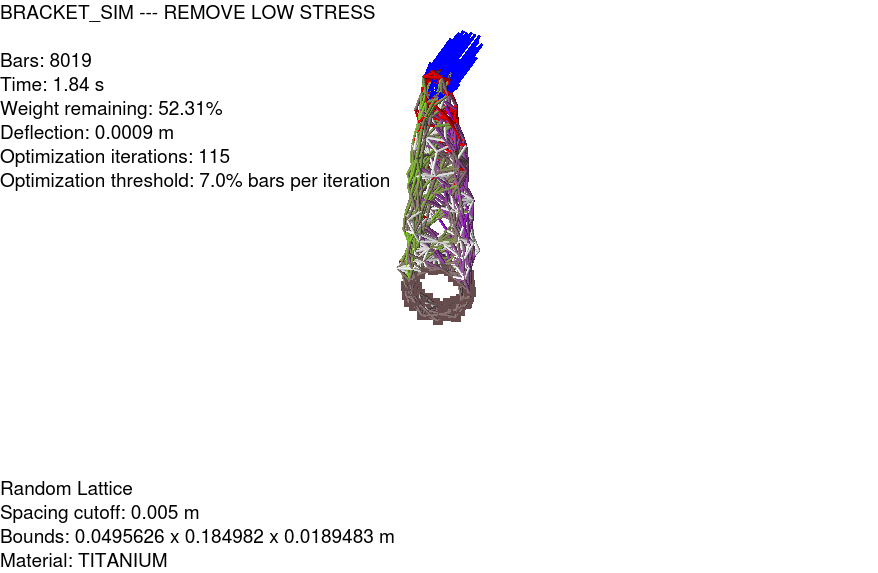 BRACKET_SIM --- REMOVE LOW STRESS
Bars: 8019
Time: 1.84 s
Weight remaining: 52.31%
Deflection: 0.0009 m
Optimization iterations: 115
Optimization threshold: 7.0% bars per iteration
Random Lattice
Spacing cutoff: 0.005 m
Bounds: 0.0495626 x 0.184982 x 0.0189483 m
Material: TITANIUM